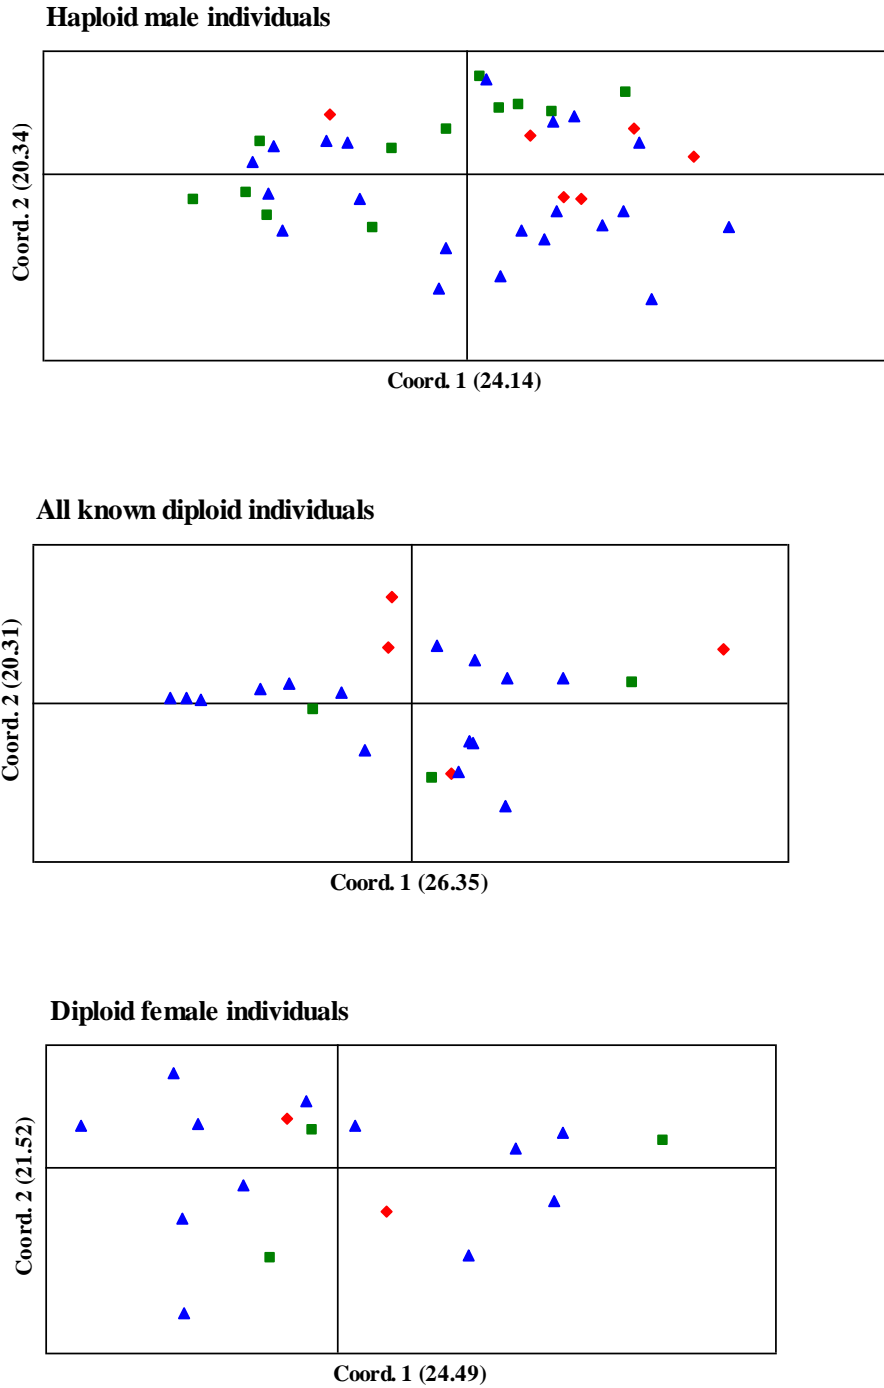 Haploid male individuals
Coord. 2 (20.34)
Coord. 1 (24.14)
All known diploid individuals
Coord. 2 (20.31)
Coord. 1 (26.35)
Diploid female individuals
Coord. 2 (21.52)
Coord. 1 (24.49)